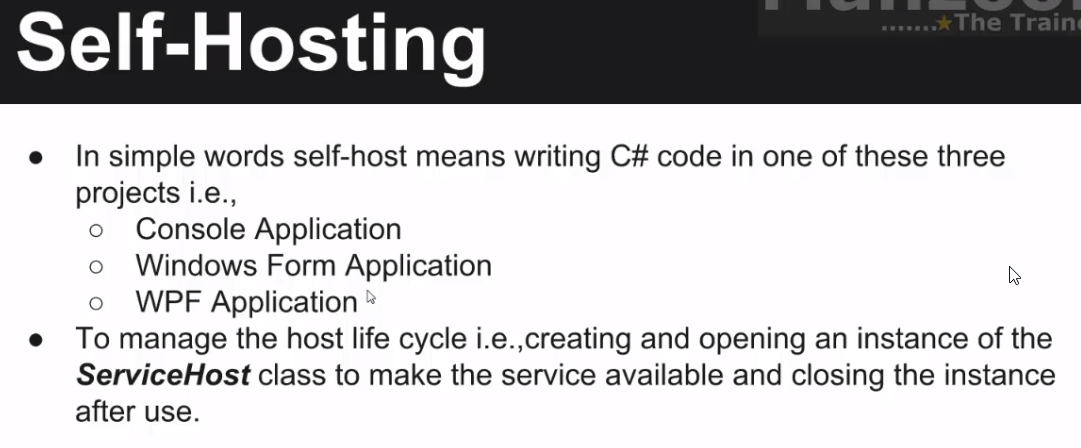 .......★The Traine
Self-Hosting
● In simple words self-host means writing C# code in one of these three
projects i.e.,
○ Console Application
○ Windows Form Application
○ WPF Application
● To manage the host life cycle i.e.,creating and opening an instance of the
ServiceHost class to make the service available and closing the instance
after use.